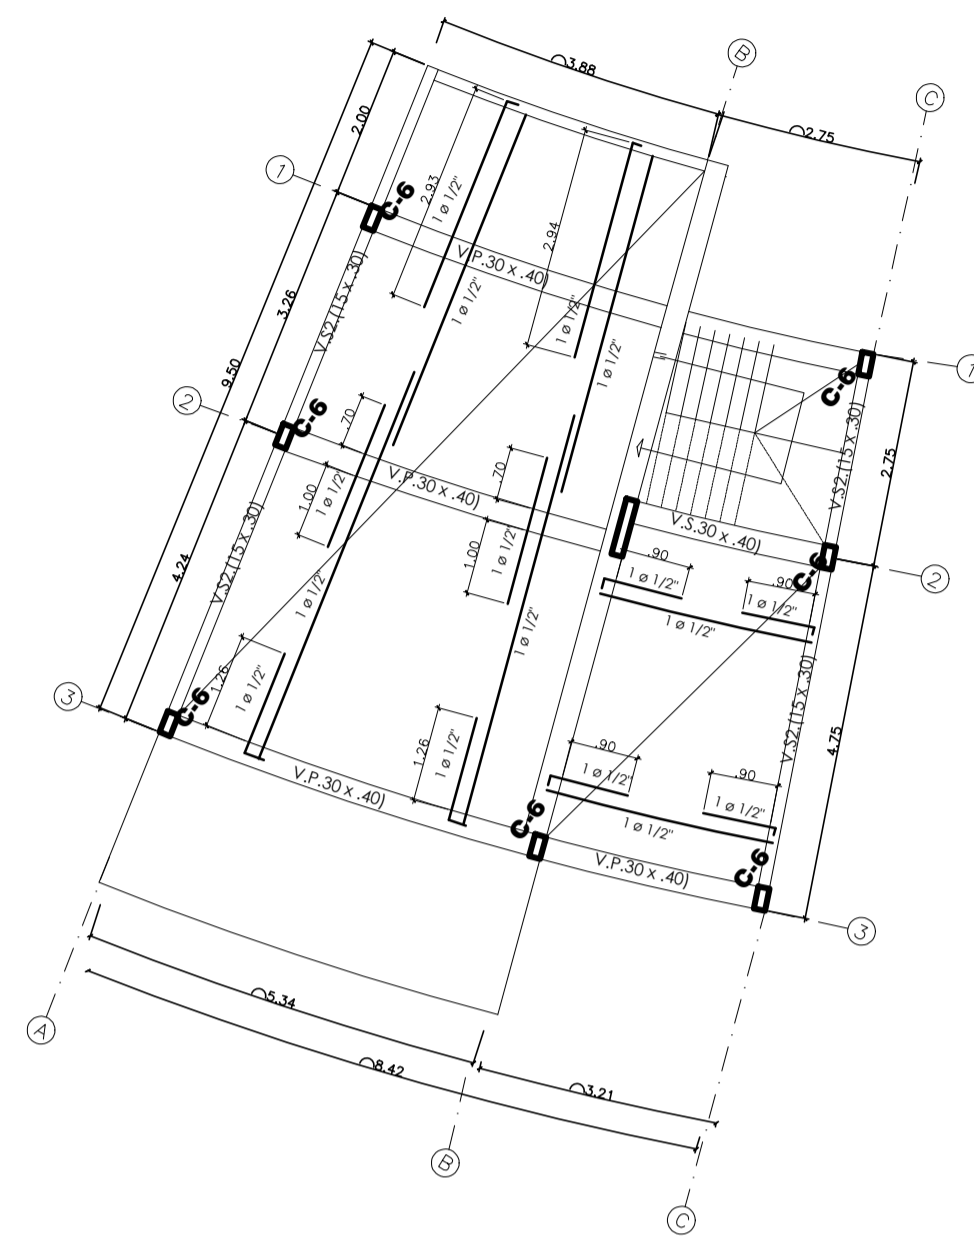 3.88
B
C
2.75
2.00
1
C-6
2.93
1 ø 1/2"
2.94
V.P.30 x .40)
1 ø 1/2"
1 ø 1/2"
1 ø 1/2"
V.S2.(15 x .30)
3.26
9.50
2
C-6
.70
1.00
1 ø 1/2"
V.P.30 x .40)
.70
1.00
1 ø 1/2"
C-6
1
V.S2.(15 x .30)
2.75
V.S.30 x .40)
C-6
2
.90
1 ø 1/2"
.90
1 ø 1/2"
1 ø 1/2"
V.S2.(15 x .30)
4.24
1 ø 1/2"
1 ø 1/2"
3
C-6
1.26
1 ø 1/2"
1.26
1 ø 1/2"
V.P.30 x .40)
V.S2.(15 x .30)
4.75
.90
1 ø 1/2"
.90
1 ø 1/2"
1 ø 1/2"
C-6
V.P.30 x .40)
C-6
3
A
5.34
8.42
3.21
B
C